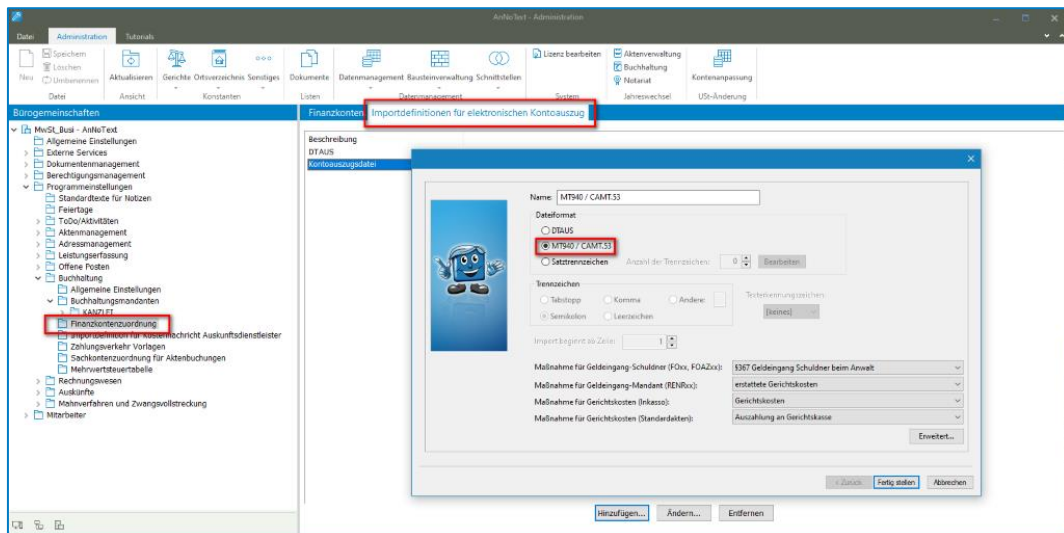 AnNoText - Administration
Datei Administration Tutorials
Neu Speichern Löschen Umbenennen Aktualisieren Gerichte Ortsverzeichnis Sonstiges Dokumente Datenmanagement Bausteinverwaltung Schnittstellen Lizenz bearbeiten Aktenverwaltung Buchhaltung Notariat Kontenanpassung
Datei Ansicht Konstanten Listen Datenmanagement System Jahreswechsel USt-Änderung
Bürogemeinschaften
MwSt_Busi - AnNoText
Allgemeine Einstellungen
Externe Services
Dokumentenmanagement
Berechtigungsmanagement
Programmeinstellungen
Standardtexte für Notizen
Feiertage
ToDo/Aktivitäten
Aktenmanagement
Adressmanagement
Leistungserfassung
Offene Posten
Buchhaltung
Allgemeine Einstellungen
Buchhaltungsmandanten
KANZLEI
Finanzkontenzuordnung
Importdefinition für Kostennachricht Auskunftsdienstleister
Zahlungsverkehr Vorlagen
Sachkontenzuordnung für Aktenbuchungen
Mehrwertsteuertabelle
Rechnungswesen
Auskünfte
Mahnverfahren und Zwangsvollstreckung
Mitarbeiter
Finanzkonten Importdefinitionen für elektronischen Kontoauszug
Beschreibung
DTAUS
Kontoauszugsdatei
Name: MT940 / CAMT.53
Dateiformat
DTAUS
MT940 / CAMT.53
Satztrennzeichen Anzahl der Trennzeichen: 0 Bearbeiten
Trennzeichen
Tabstopp Komma Andere: Texterkennungszeichen:
Semikolon Leerzeichen [keines]
Import beginnt ab Zeile: 1
Maßnahme für Geldeingang-Schuldner (FOxx, FOAZxx): §367 Geldeingang Schuldner beim Anwalt
Maßnahme für Geldeingang-Mandant (RENRxx): erstattete Gerichtskosten
Maßnahme für Gerichtskosten (Inkasso): Gerichtskosten
Maßnahme für Gerichtskosten (Standardakten): Auszahlung an Gerichtskasse
Erweitert...
< Zurück Fertig stellen Abbrechen
Hinzufügen... Ändern... Entfernen